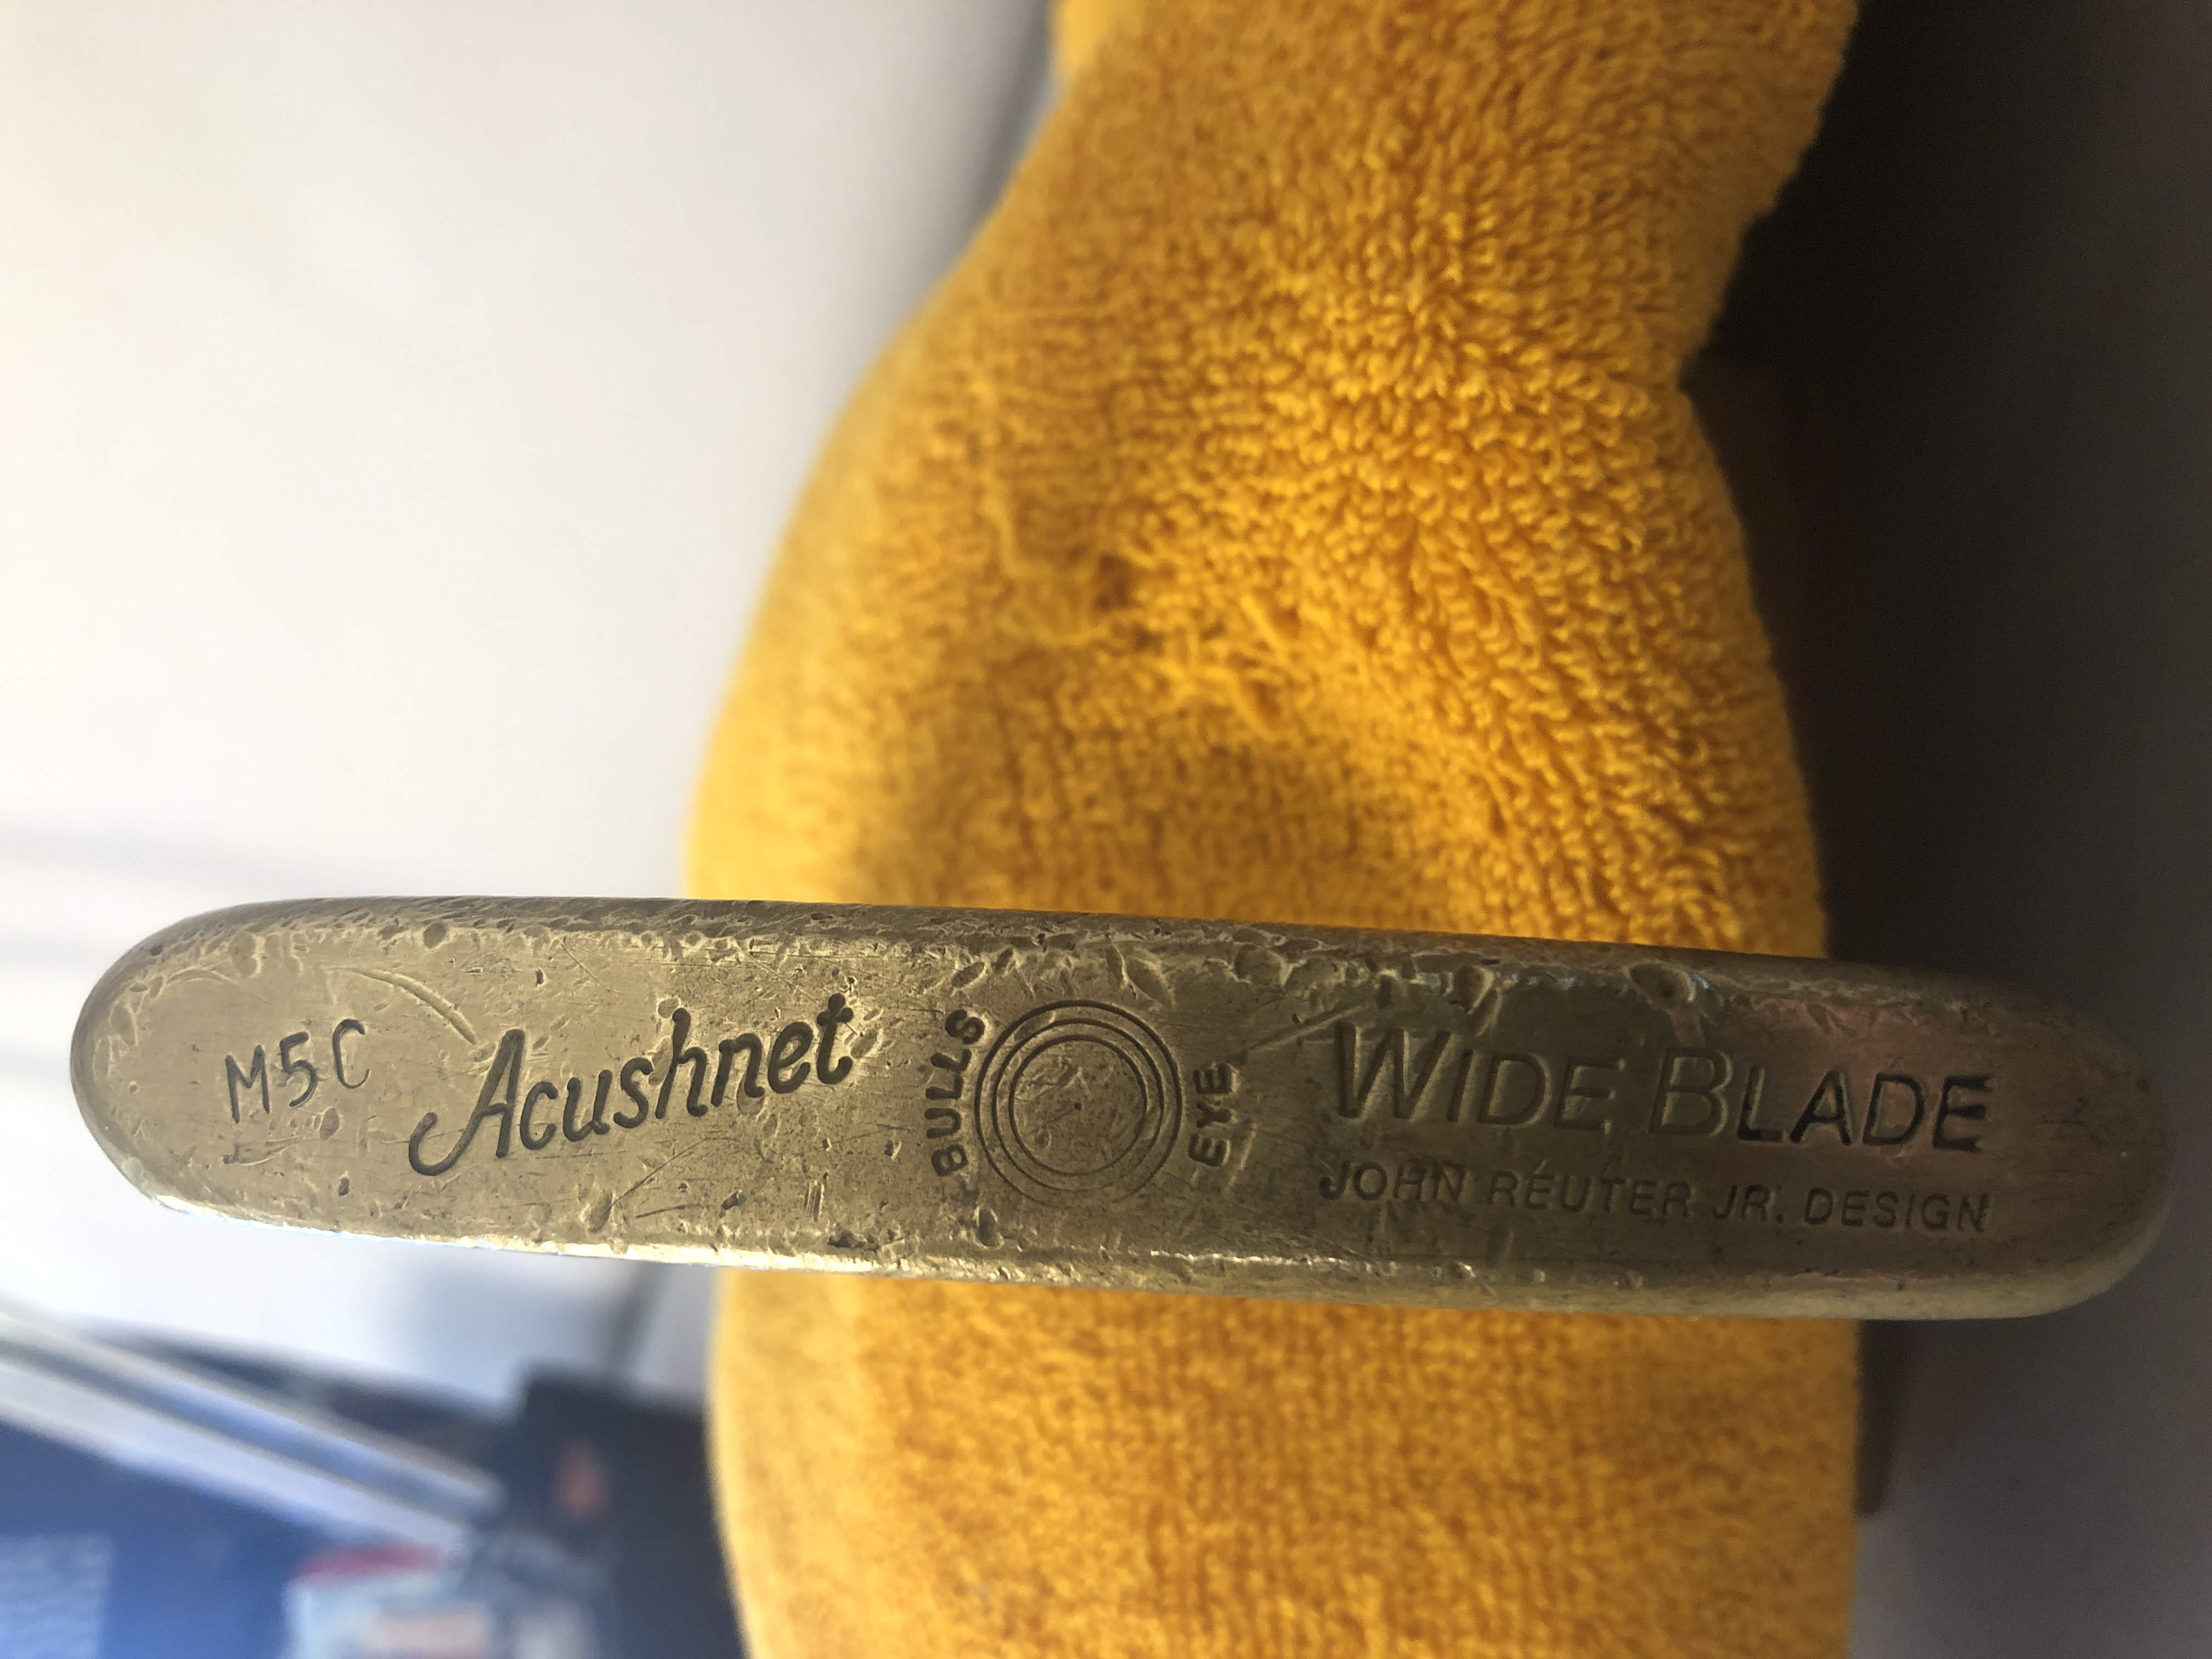 M5C
Acushnet
BULLS
EYE
WIDE BLADE
JOHN REUTER JR. DESIGN